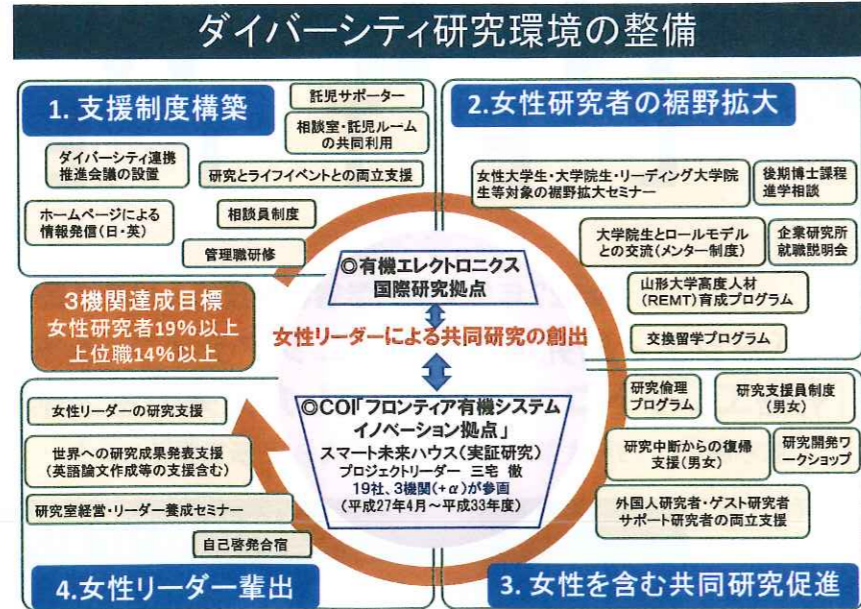 ダイバーシティ研究環境の整備
1. 支援制度構築
託児サポーター
相談室・託児ルーム
の共同利用
ダイバーシティ連携
推進会議の設置
研究とライフイベントとの両立支援
ホームページによる
情報発信(日・英)
相談員制度
管理職研修
2.女性研究者の裾野拡大
女性大学生・大学院生・リーディング大学院
生等対象の裾野拡大セミナー
後期博士課程
進学相談
大学院生とロールモデル
との交流(メンター制度)
企業研究所
就職説明会
山形大学高度人材
(REMT)育成プログラム
交換留学プログラム
3機関達成目標
女性研究者19%以上
上位職14%以上
◎有機エレクトロニクス
国際研究拠点
女性リーダーによる共同研究の創出
◎COI「フロンティア有機システム
イノベーション拠点」
スマート未来ハウス(実証研究)
プロジェクトリーダー 三宅 徹
19社、3機関(+α)が参画
(平成27年4月~平成33年度)
女性リーダーの研究支援
世界への研究成果発表支援
(英語論文作成等の支援含む)
研究室経営・リーダー養成セミナー
自己啓発合宿
4.女性リーダー輩出
研究倫理
プログラム
研究支援員制度
(男女)
研究中断からの復帰
支援(男女)
研究開発ワ
ークショップ
外国人研究者・ゲスト研究者
サポート研究者の両立支援
3. 女性を含む共同研究促進